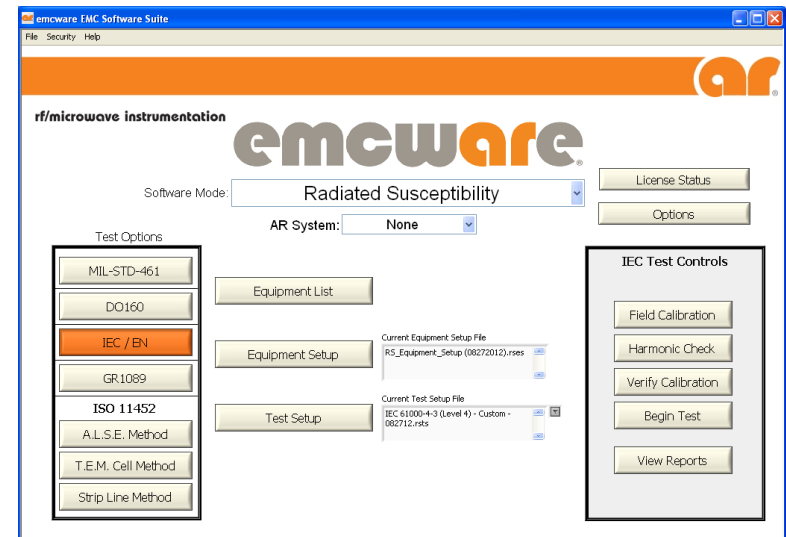 emcware EMC Software Suite
File Security Help
ar
®
rf/microwave instrumentation
emcware®
Software Mode: Radiated Susceptibility
License Status
AR System: None
Options
Test Options
MIL-STD-461
DO160
IEC / EN
GR1089
ISO 11452
A.L.S.E. Method
T.E.M. Cell Method
Strip Line Method
Equipment List
Equipment Setup
Current Equipment Setup File
RS_Equipment_Setup (08272012).rses
Test Setup
Current Test Setup File
IEC 61000-4-3 (Level 4) - Custom -
082712.rsts
IEC Test Controls
Field Calibration
Harmonic Check
Verify Calibration
Begin Test
View Reports